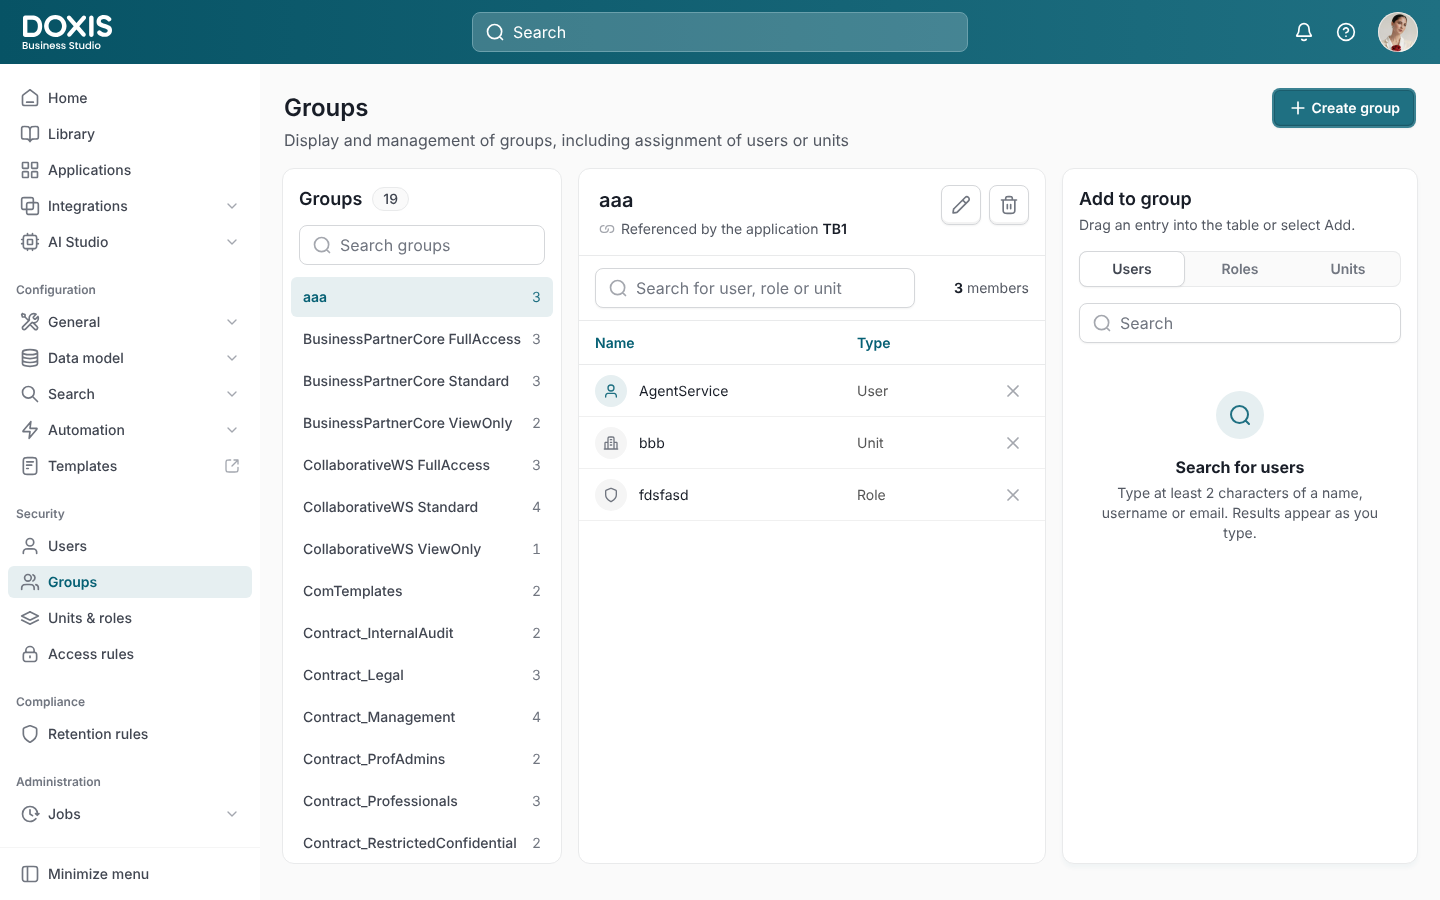 DOXIS
Business Studio
Search
Home
Library
Applications
Integrations
AI Studio
Configuration
General
Data model
Search
Automation
Templates
Security
Users
Groups
Units & roles
Access rules
Compliance
Retention rules
Administration
Jobs
Minimize menu
Groups
Display and management of groups, including assignment of users or units
Create group
Groups 19
Search groups
aaa 3
BusinessPartnerCore FullAccess 3
BusinessPartnerCore Standard 3
BusinessPartnerCore ViewOnly 2
CollaborativeWS FullAccess 3
CollaborativeWS Standard 4
CollaborativeWS ViewOnly 1
ComTemplates 2
Contract_InternalAudit 2
Contract_Legal 3
Contract_Management 4
Contract_ProfAdmins 2
Contract_Professionals 3
Contract_RestrictedConfidential 2
aaa
Referenced by the application TB1
Search for user, role or unit
3 members
Name Type
AgentService User
bbb Unit
fdsfasd Role
Add to group
Drag an entry into the table or select Add.
Users Roles Units
Search
Search for users
Type at least 2 characters of a name,
username or email. Results appear as you
type.